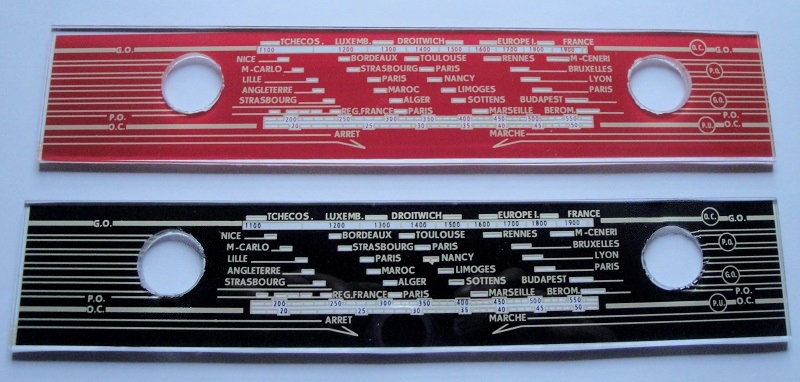 TCHECOS. LUXEMB. DROITWICH EUROPE I. FRANCE
G.O. 1100 1200 1300 1400 1500 1600 1700 1800 1900 O.C. G.O.
NICE BORDEAUX TOULOUSE RENNES M-CENERI
M-CARLO STRASBOURG PARIS BRUXELLES P.O.
LILLE PARIS NANCY LYON
ANGLETERRE MAROC LIMOGES PARIS
STRASBOURG ALGER SOTTENS BUDAPEST G.O.
REG.FRANCE PARIS MARSEILLE BEROM.
P.O. 200 250 300 350 400 450 500 550 P.O.
O.C. 20 25 30 35 40 45 50 P.U. O.C.
ARRET MARCHE
TCHECOS. LUXEMB. DROITWICH EUROPE I. FRANCE
G.O. 1100 1200 1300 1400 1500 1600 1700 1800 1900 O.C. G.O.
NICE BORDEAUX TOULOUSE RENNES M-CENERI
M-CARLO STRASBOURG PARIS BRUXELLES P.O.
LILLE PARIS NANCY LYON
ANGLETERRE MAROC LIMOGES PARIS
STRASBOURG ALGER SOTTENS BUDAPEST G.O.
REG.FRANCE PARIS MARSEILLE BEROM.
P.O. 200 250 300 350 400 450 500 550 P.O.
O.C. 20 25 30 35 40 45 50 P.U. O.C.
ARRET MARCHE